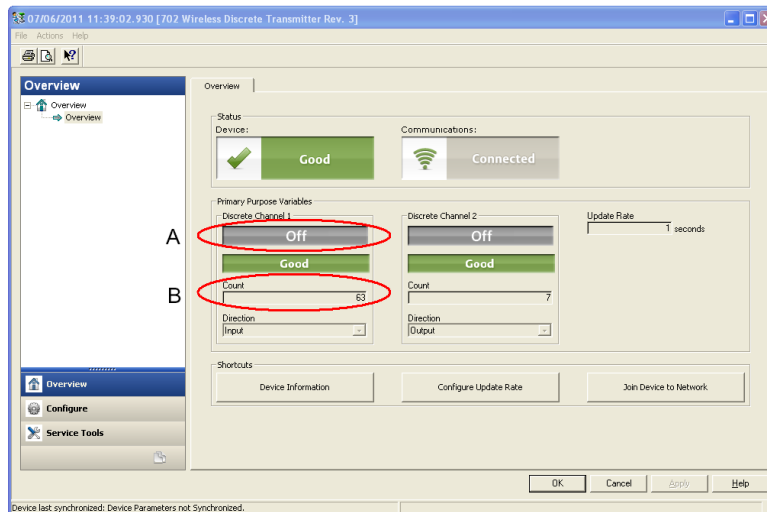 07/06/2011 11:39:02.930 [702 Wireless Discrete Transmitter Rev. 3]
File Actions Help
Overview
Overview
Overview
Overview
Status
Device:
Communications:
Good
Connected
Primary Purpose Variables
Discrete Channel 1
Discrete Channel 2
Update Rate
1 seconds
A
Off
Off
Good
Good
B
Count
63
Count
7
Direction
Input
Direction
Output
Shortcuts
Device Information
Configure Update Rate
Join Device to Network
Overview
Configure
Service Tools
OK
Cancel
Apply
Help
Device last synchronized: Device Parameters not Synchronized.